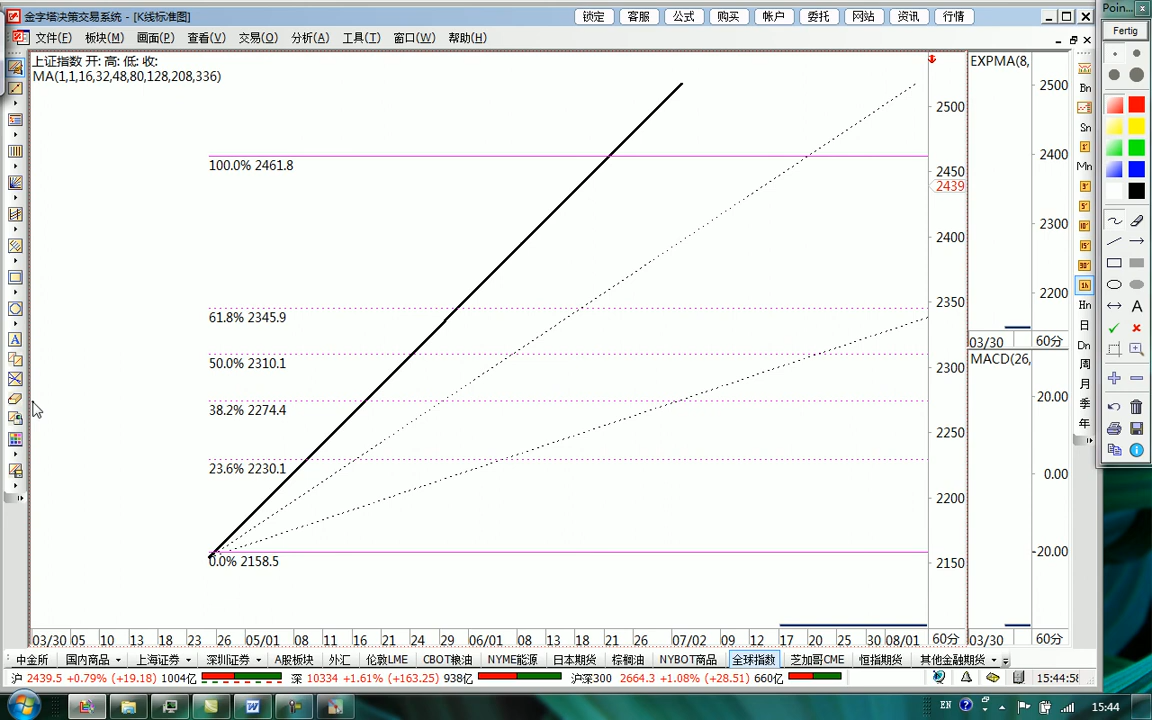 金字塔决策交易系统 - [K线标准图]
锁定 客服 公式 购买 帐户 委托 网站 资讯 行情
Poin...
Fertig
文件(F) 板块(M) 画面(P) 查看(V) 交易(Q) 分析(A) 工具(T) 窗口(W) 帮助(H)
上证指数 开: 高: 低: 收:
MA(1,1,16,32,48,80,128,208,336)
100.0% 2461.8
61.8% 2345.9
50.0% 2310.1
38.2% 2274.4
23.6% 2230.1
0.0% 2158.5
2500
2450
2439
2400
2350
2300
2250
2200
2150
EXPMA(8,
2500
2400
2300
2200
03/30 60分
MACD(26,
20.00
0.00
-20.00
03/30 60分
Bn
Sn
1'
Mn
3'
5'
10'
15'
30'
1h
Hn
日
Dn
周
月
季
年
A
A
03/30 05 10 13 18 23 26 05/01 08 11 16 21 24 29 06/01 08 13 18 21 26 07/02 09 12 17 20 25 30 08/01 60分
中金所 国内商品 上海证券 深圳证券 A股板块 外汇 伦敦LME CBOT粮油 NYME能源 日本期货 棕榈油 NYBOT商品 全球指数 芝加哥CME 恒指期货 其他金融期货
沪 2439.5 +0.79% (+19.18) 1004亿 深 10334 +1.61% (+163.25) 938亿 沪深300 2664.3 +1.08% (+28.51) 660亿 15:44:58
EN 15:44